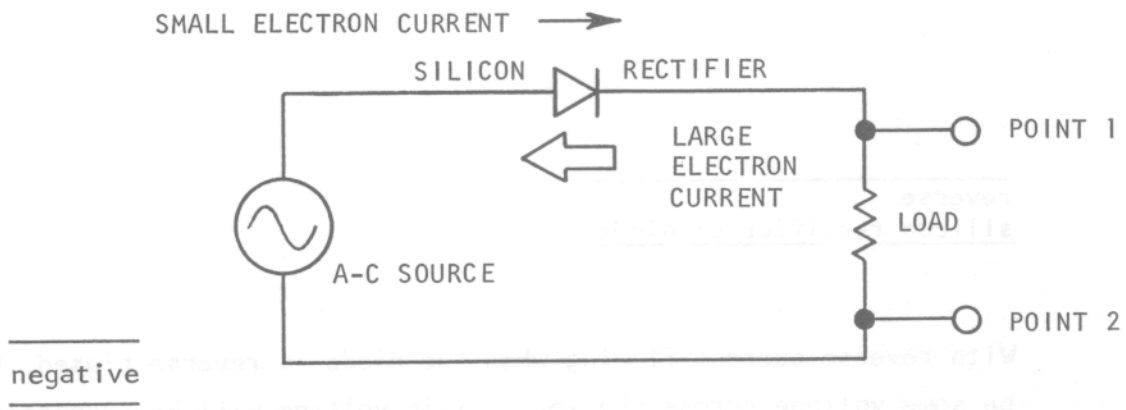 SMALL ELECTRON CURRENT
SILICON RECTIFIER
POINT 1
LARGE
ELECTRON
CURRENT
LOAD
A-C SOURCE
POINT 2
negative